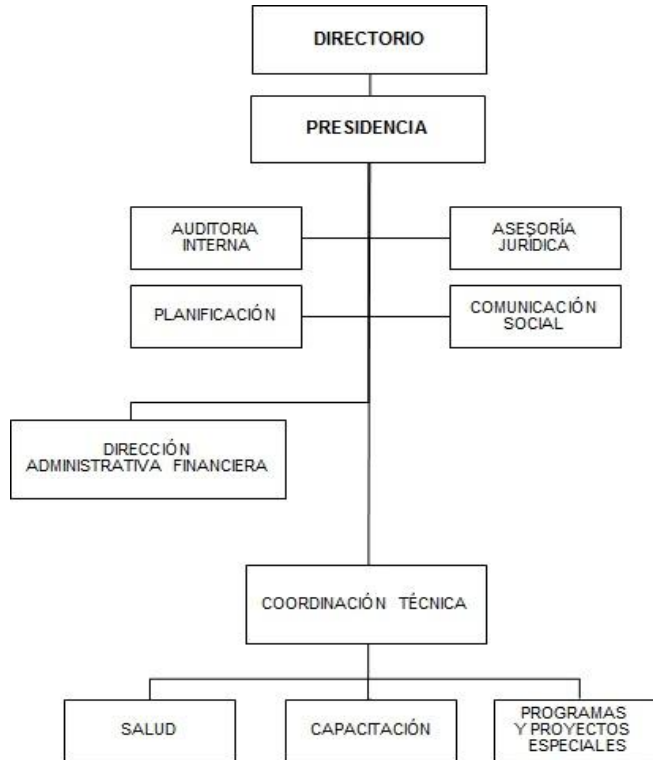 DIRECTORIO
PRESIDENCIA
AUDITORIA
INTERNA
ASESORÍA
JURÍDICA
PLANIFICACIÓN
COMUNICACIÓN
SOCIAL
DIRECCIÓN
ADMINISTRATIVA FINANCIERA
COORDINACIÓN TÉCNICA
SALUD
CAPACITACIÓN
PROGRAMAS
Y PROYECTOS
ESPECIALES